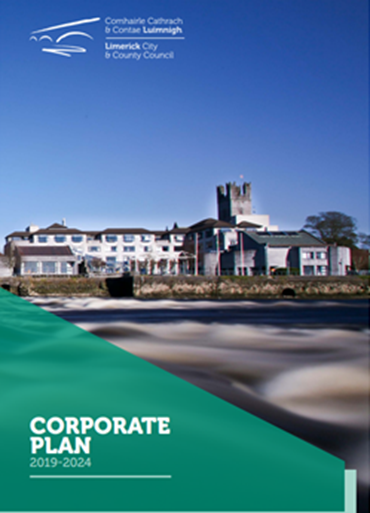 Comhairle Cathrach
& Contae Luimnigh
Limerick City
& County Council
CORPORATE
PLAN
2019-2024